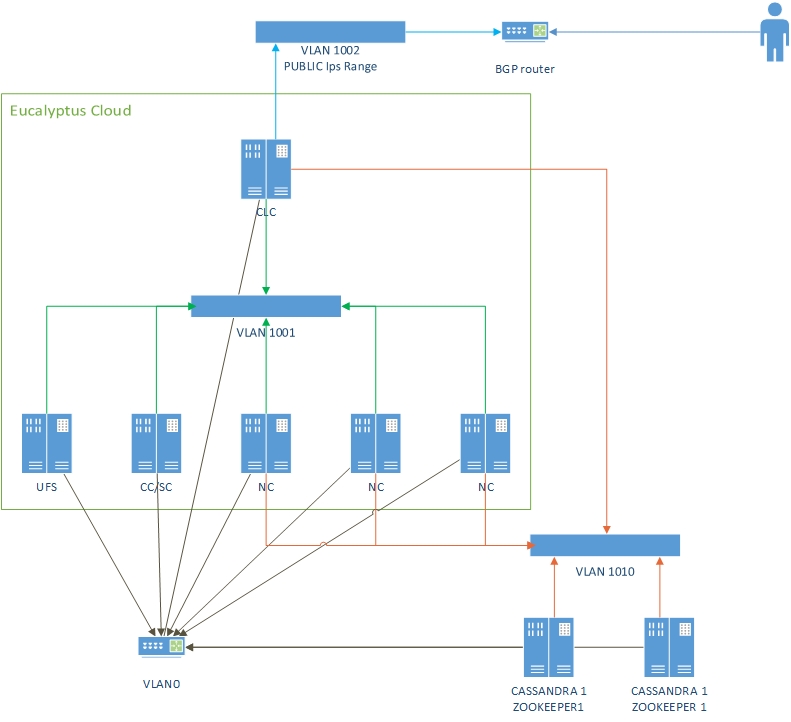 VLAN 1002
PUBLIC Ips Range
BGP router
Eucalyptus Cloud
CLC
VLAN 1001
UFS
CC/SC
NC
NC
NC
VLAN 1010
VLAN0
CASSANDRA 1
ZOOKEEPER1
CASSANDRA 1
ZOOKEEPER 1